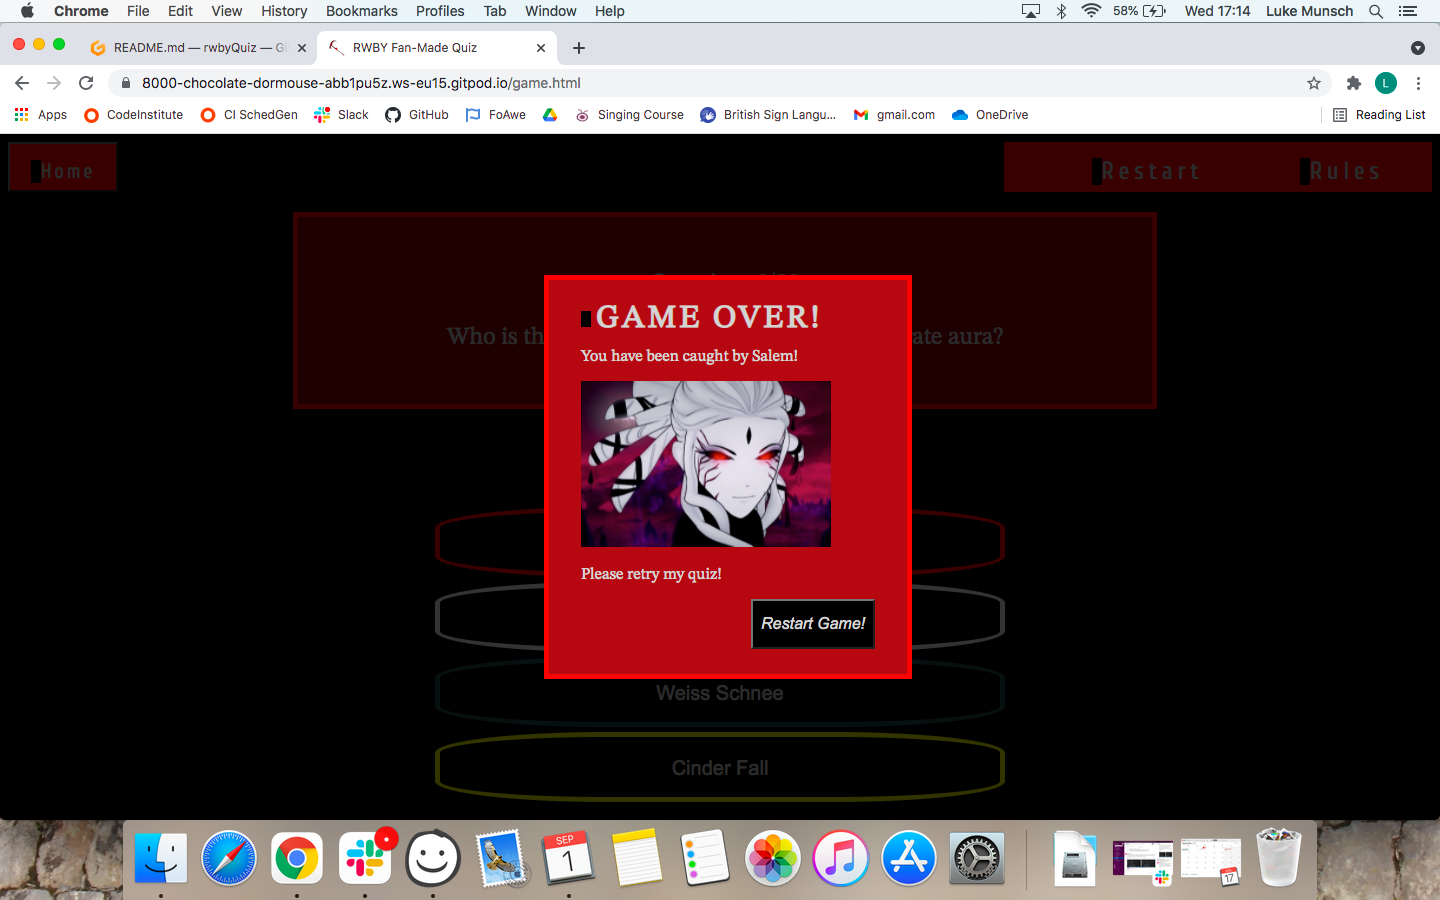 Chrome File Edit View History Bookmarks Profiles Tab Window Help 58% Wed 17:14 Luke Munsch
README.md — rwbyQuiz — G
RWBY Fan-Made Quiz
8000-chocolate-dormouse-abb1pu5z.ws-eu15.gitpod.io/game.html
L
Apps CodeInstitute CI SchedGen Slack GitHub FoAwe Singing Course British Sign Langu... gmail.com OneDrive Reading List
Home Restart Rules
GAME OVER!
Who is th ate aura?
You have been caught by Salem!
Please retry my quiz!
Restart Game!
Weiss Schnee
Cinder Fall
SEP
1
17